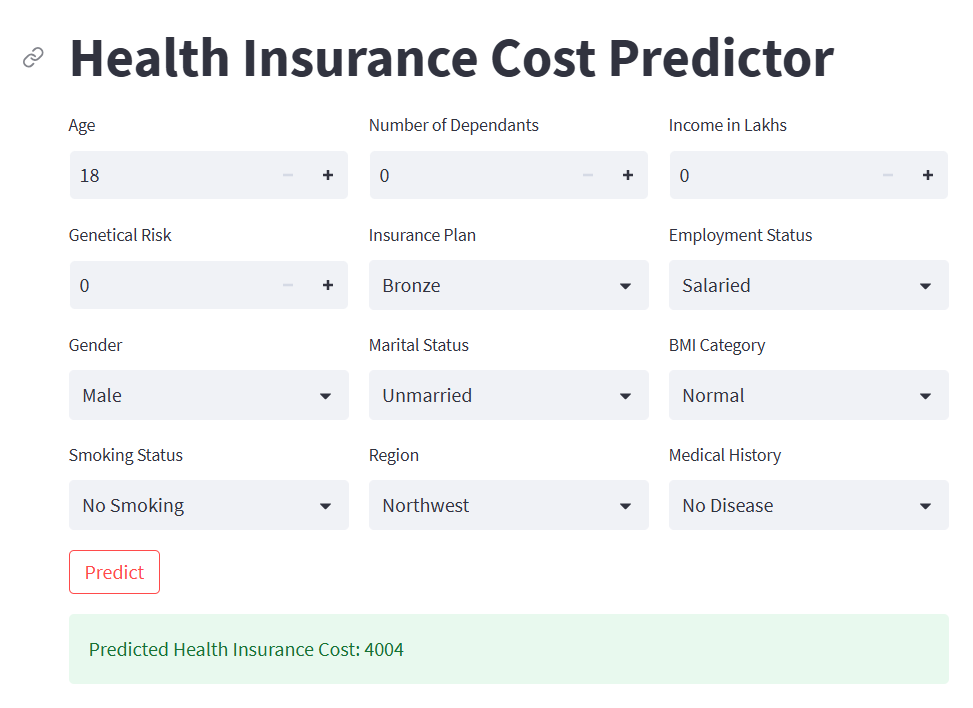 Health Insurance Cost Predictor
Age Number of Dependants Income in Lakhs
18 0 0
Genetical Risk Insurance Plan Employment Status
0 Bronze Salaried
Gender Marital Status BMI Category
Male Unmarried Normal
Smoking Status Region Medical History
No Smoking Northwest No Disease
Predict
Predicted Health Insurance Cost: 4004